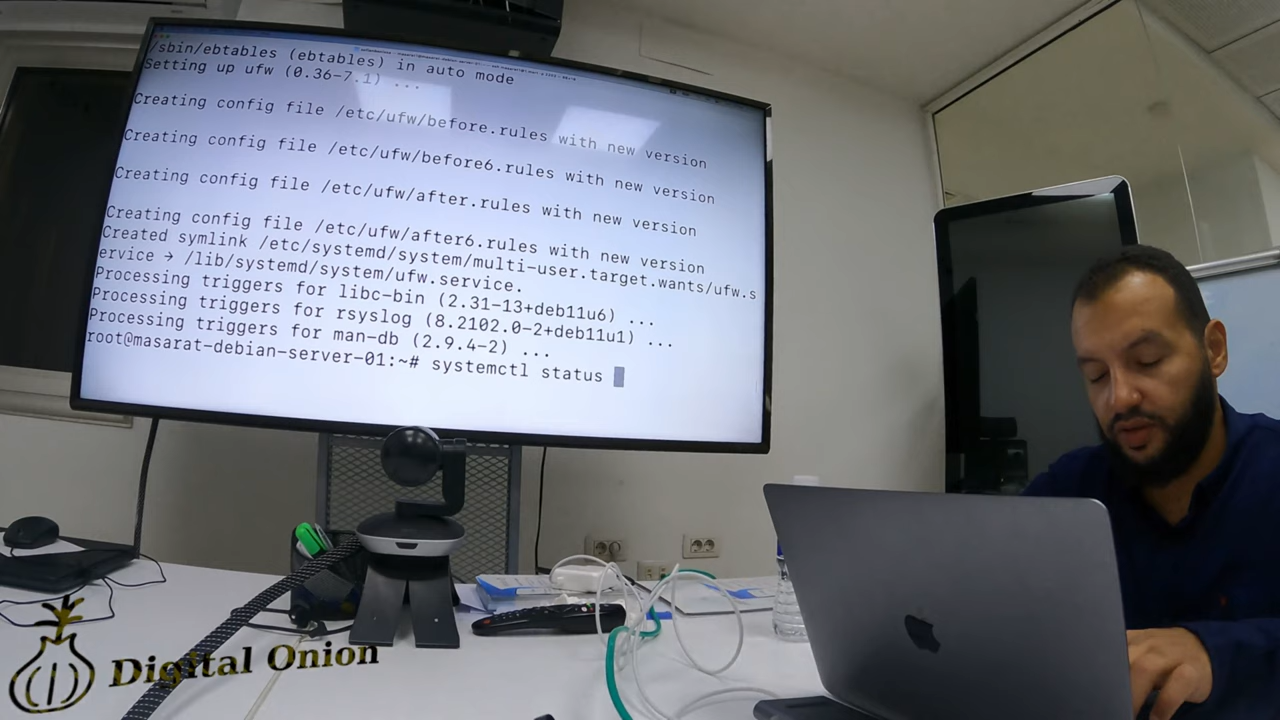 /sbin/ebtables (ebtables) in auto mode
Setting up ufw (0.36-7.1) ...
Creating config file /etc/ufw/before.rules with new version
Creating config file /etc/ufw/before6.rules with new version
Creating config file /etc/ufw/after.rules with new version
Creating config file /etc/ufw/after6.rules with new version
Created symlink /etc/systemd/system/multi-user.target.wants/ufw.s
ervice → /lib/systemd/system/ufw.service.
Processing triggers for libc-bin (2.31-13+deb11u6) ...
Processing triggers for rsyslog (8.2102.0-2+deb11u1) ...
Processing triggers for man-db (2.9.4-2) ...
root@masarat-debian-server-01:~# systemctl status
Digital Onion